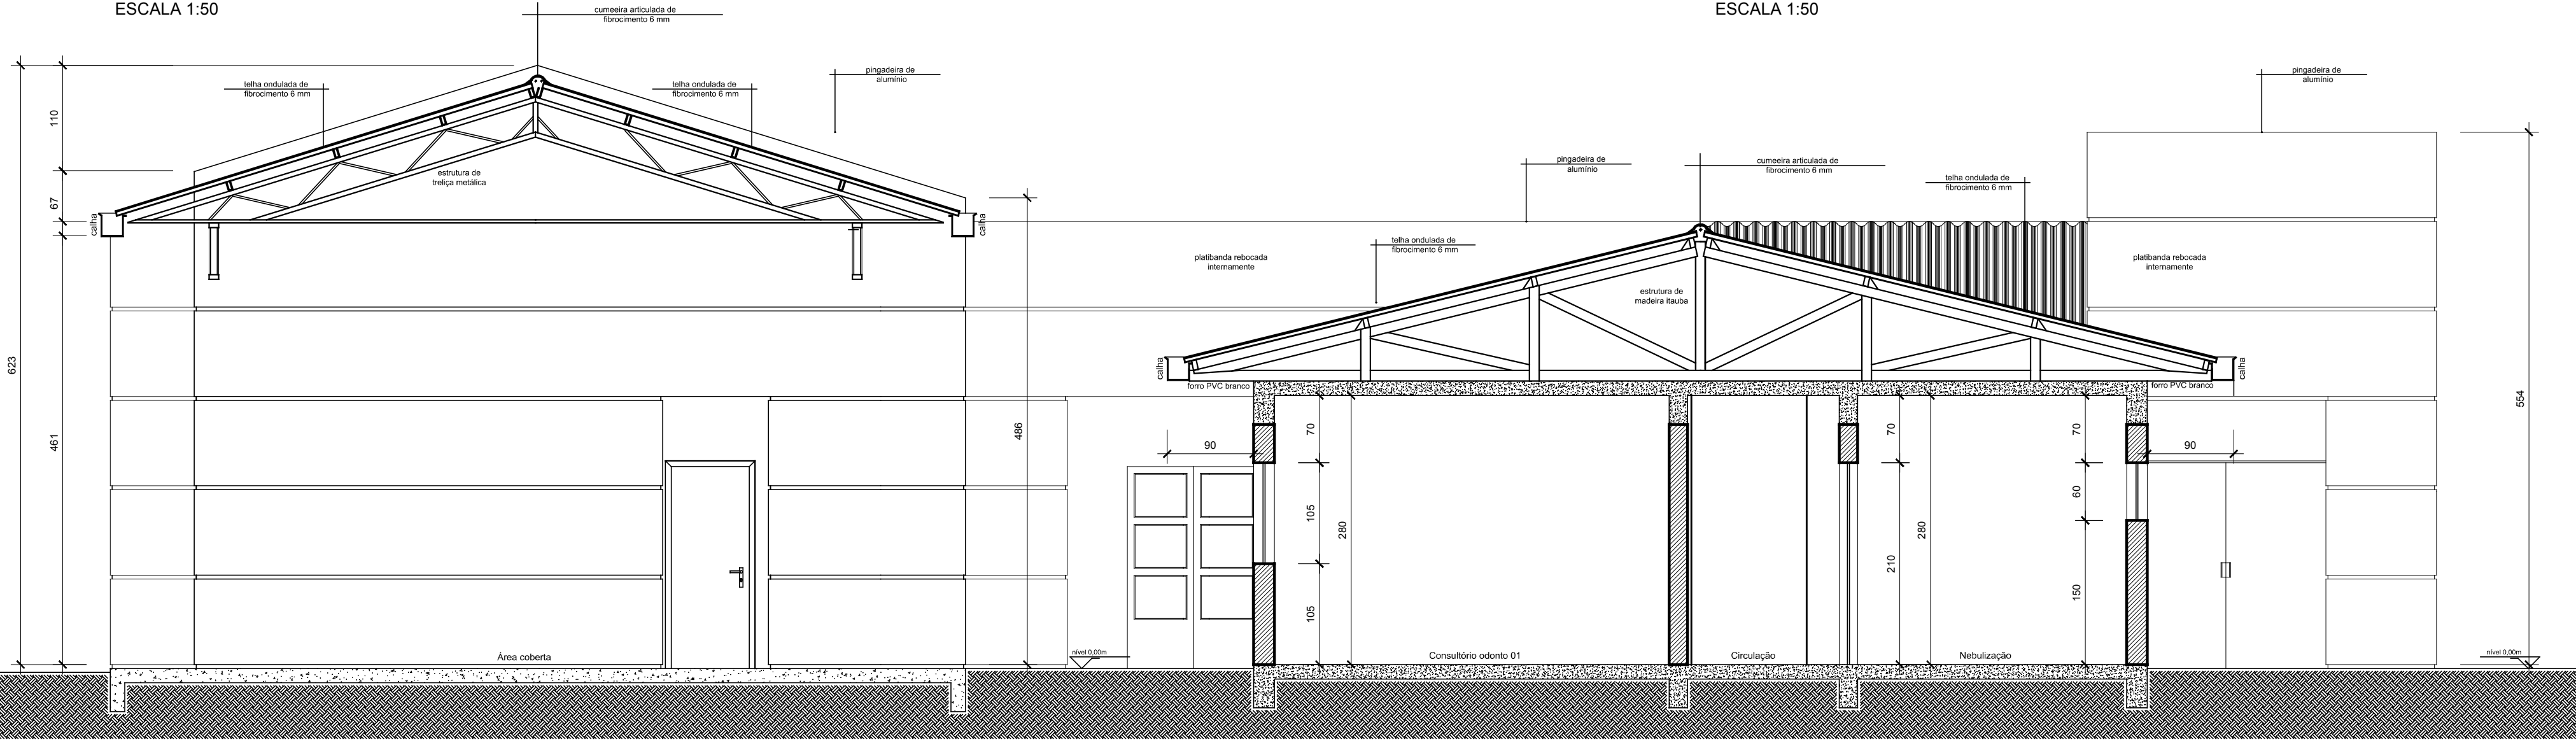 ESCALA 1:50
ESCALA 1:50
cumeeira articulada de
fibrocimento 6 mm
telha ondulada de
fibrocimento 6 mm
telha ondulada de
fibrocimento 6 mm
pingadeira de
alumínio
pingadeira de
alumínio
110
67
461
623
calha
calha
estrutura de
treliça metálica
486
Área coberta
nível 0,00m
pingadeira de
alumínio
cumeeira articulada de
fibrocimento 6 mm
telha ondulada de
fibrocimento 6 mm
telha ondulada de
fibrocimento 6 mm
platibanda rebocada
internamente
platibanda rebocada
internamente
estrutura de
madeira itauba
calha
calha
forro PVC branco
forro PVC branco
90
90
70
105
105
280
70
210
280
70
60
150
554
Consultório odonto 01
Circulação
Nebulização
nível 0,00m